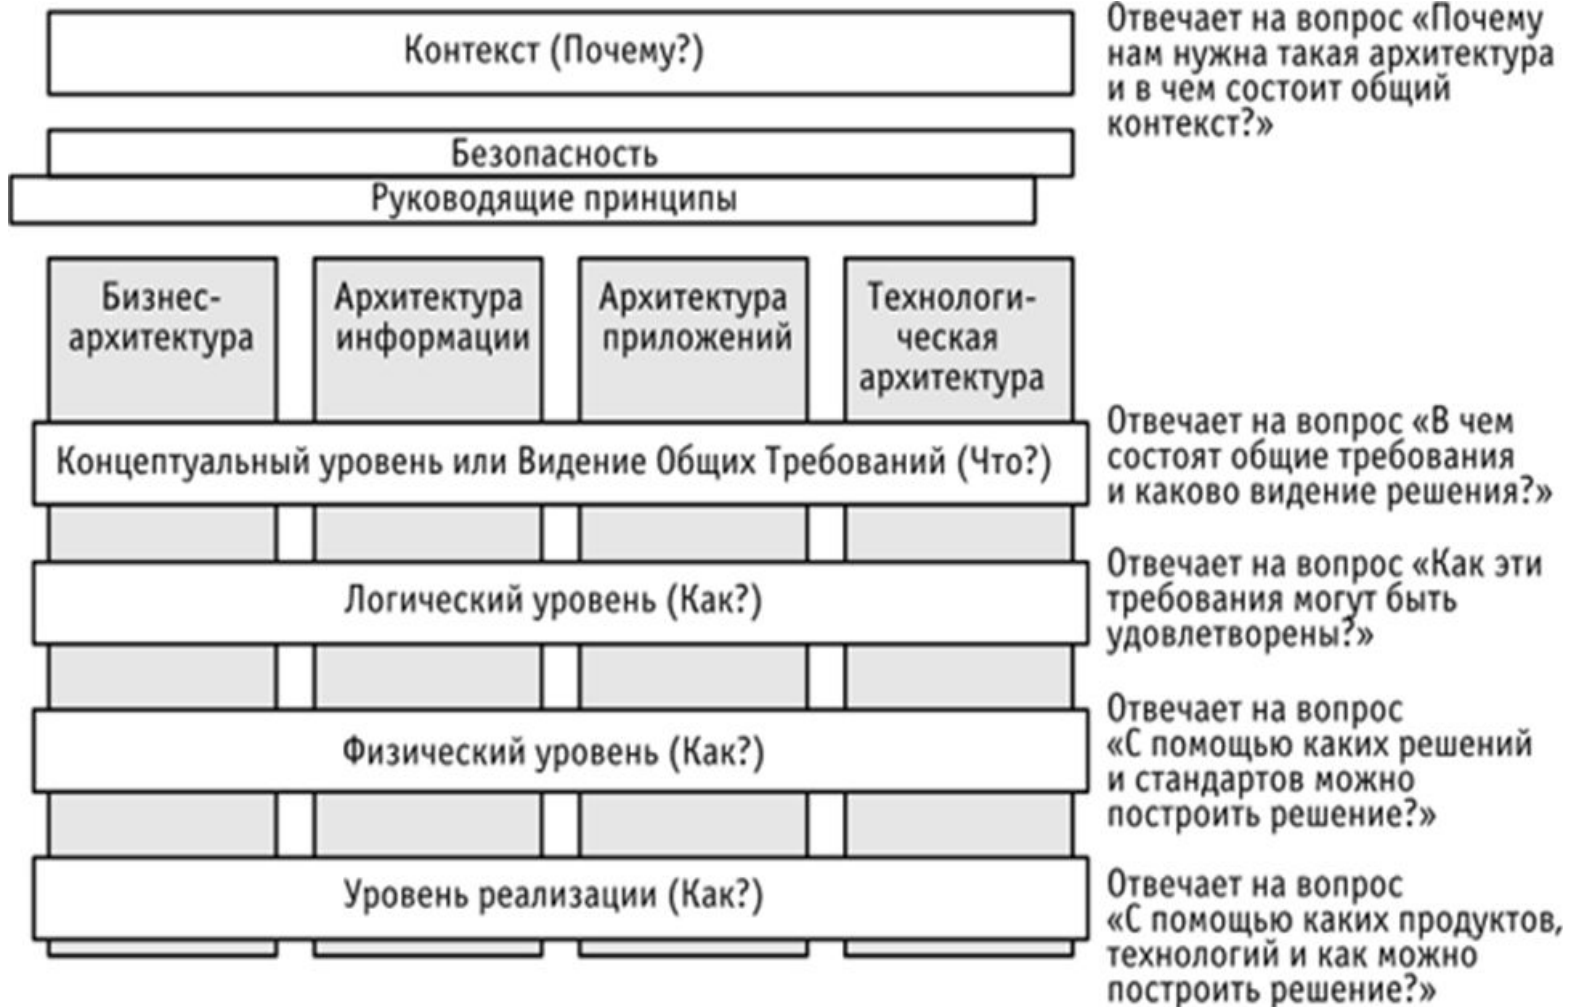 Контекст (Почему?)
Отвечает на вопрос «Почему
нам нужна такая архитектура
и в чем состоит общий
контекст?»
Безопасность
Руководящие принципы
Бизнес-
архитектура
Архитектура
информации
Архитектура
приложений
Технологи-
ческая
архитектура
Концептуальный уровень или Видение Общих Требований (Что?)
Отвечает на вопрос «В чем
состоят общие требования
и каково видение решения?»
Логический уровень (Как?)
Отвечает на вопрос «Как эти
требования могут быть
удовлетворены?»
Физический уровень (Как?)
Отвечает на вопрос
«С помощью каких решений
и стандартов можно
построить решение?»
Уровень реализации (Как?)
Отвечает на вопрос
«С помощью каких продуктов,
технологий и как можно
построить решение?»